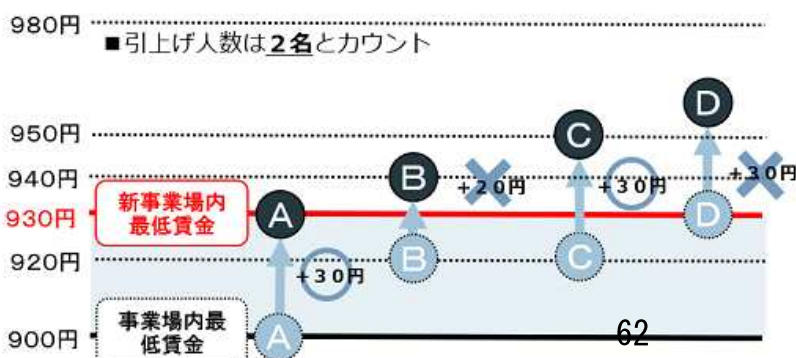 980円
■引上げ人数は２名とカウント
950円
940円
930円
920円
900円
新事業場内
最低賃金
事業場内最
低賃金
A
A
+３０円
B
B
+２０円
C
C
+３０円
D
D
+３０円
62